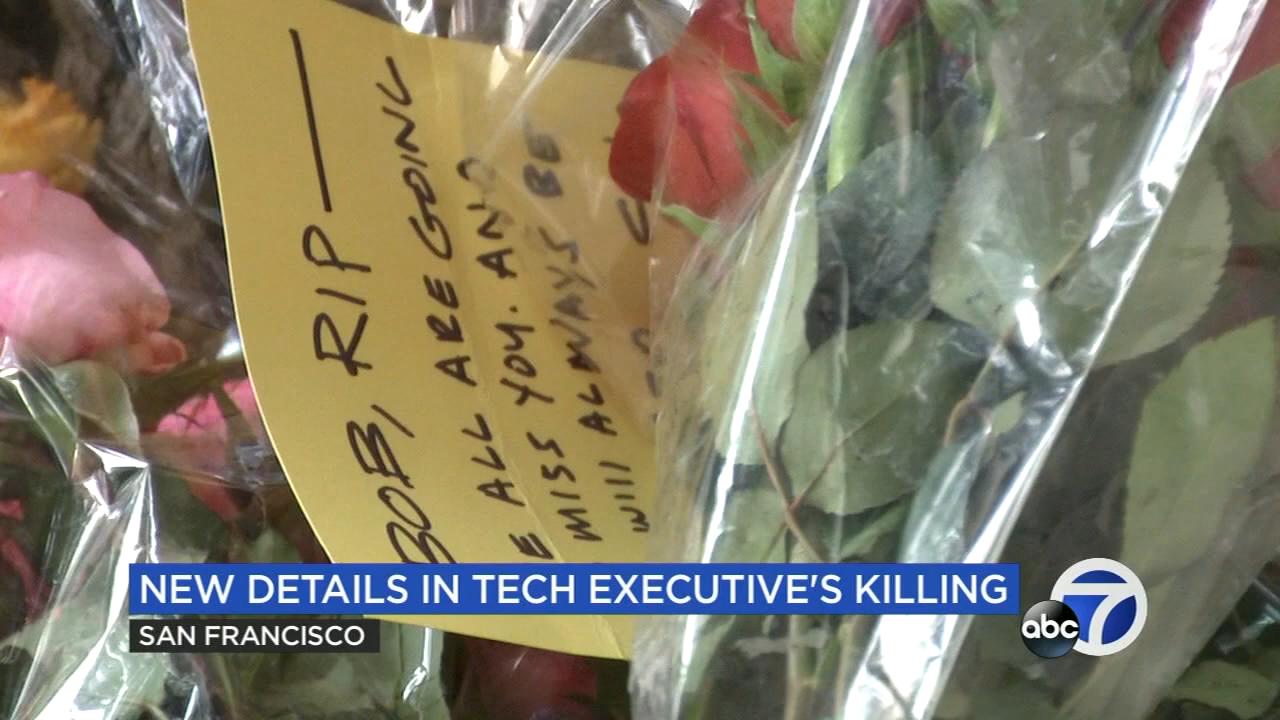 BOB, RIP —
E ALL ARE GOING
MISS YOU. AND
WILL ALWAYS BE
NEW DETAILS IN TECH EXECUTIVE'S KILLING
SAN FRANCISCO
abc 7